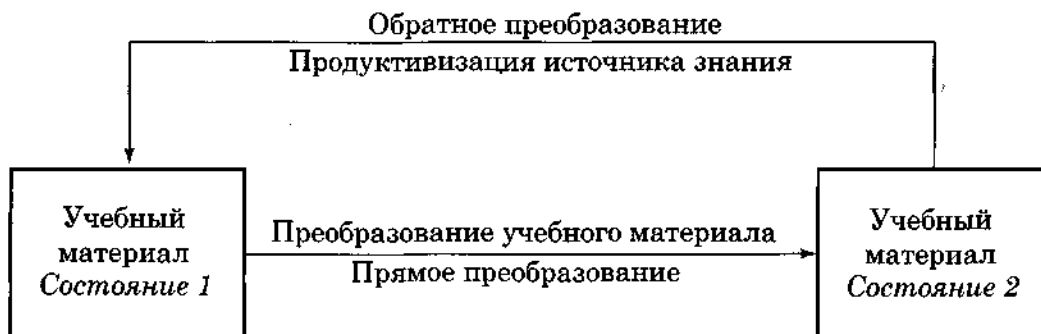 Обратное преобразование
Продуктивизация источника знания
Учебный
материал
Состояние 1
Преобразование учебного материала
Прямое преобразование
Учебный
материал
Состояние 2